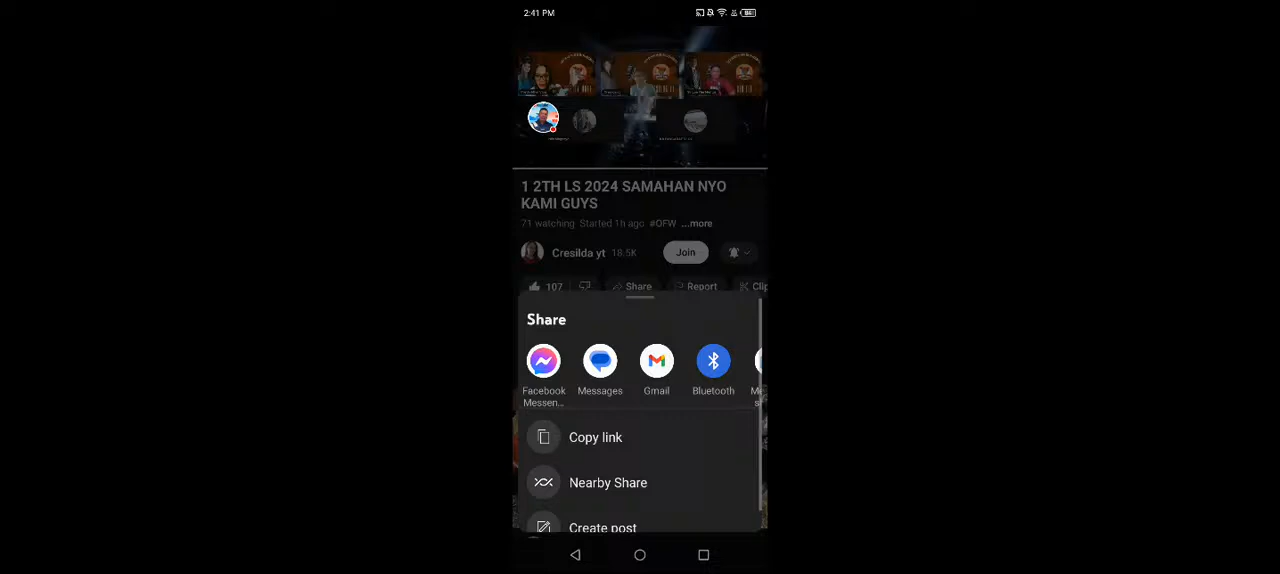 2:41 PM
1 2TH LS 2024 SAMAHAN NYO
KAMI GUYS
71 watching Started 1h ago #OFW ...more
Cresilda yt 18.5K Join
107 Share Report Clip
Share
Facebook Messen... Messages Gmail Bluetooth
Copy link
Nearby Share
Create post